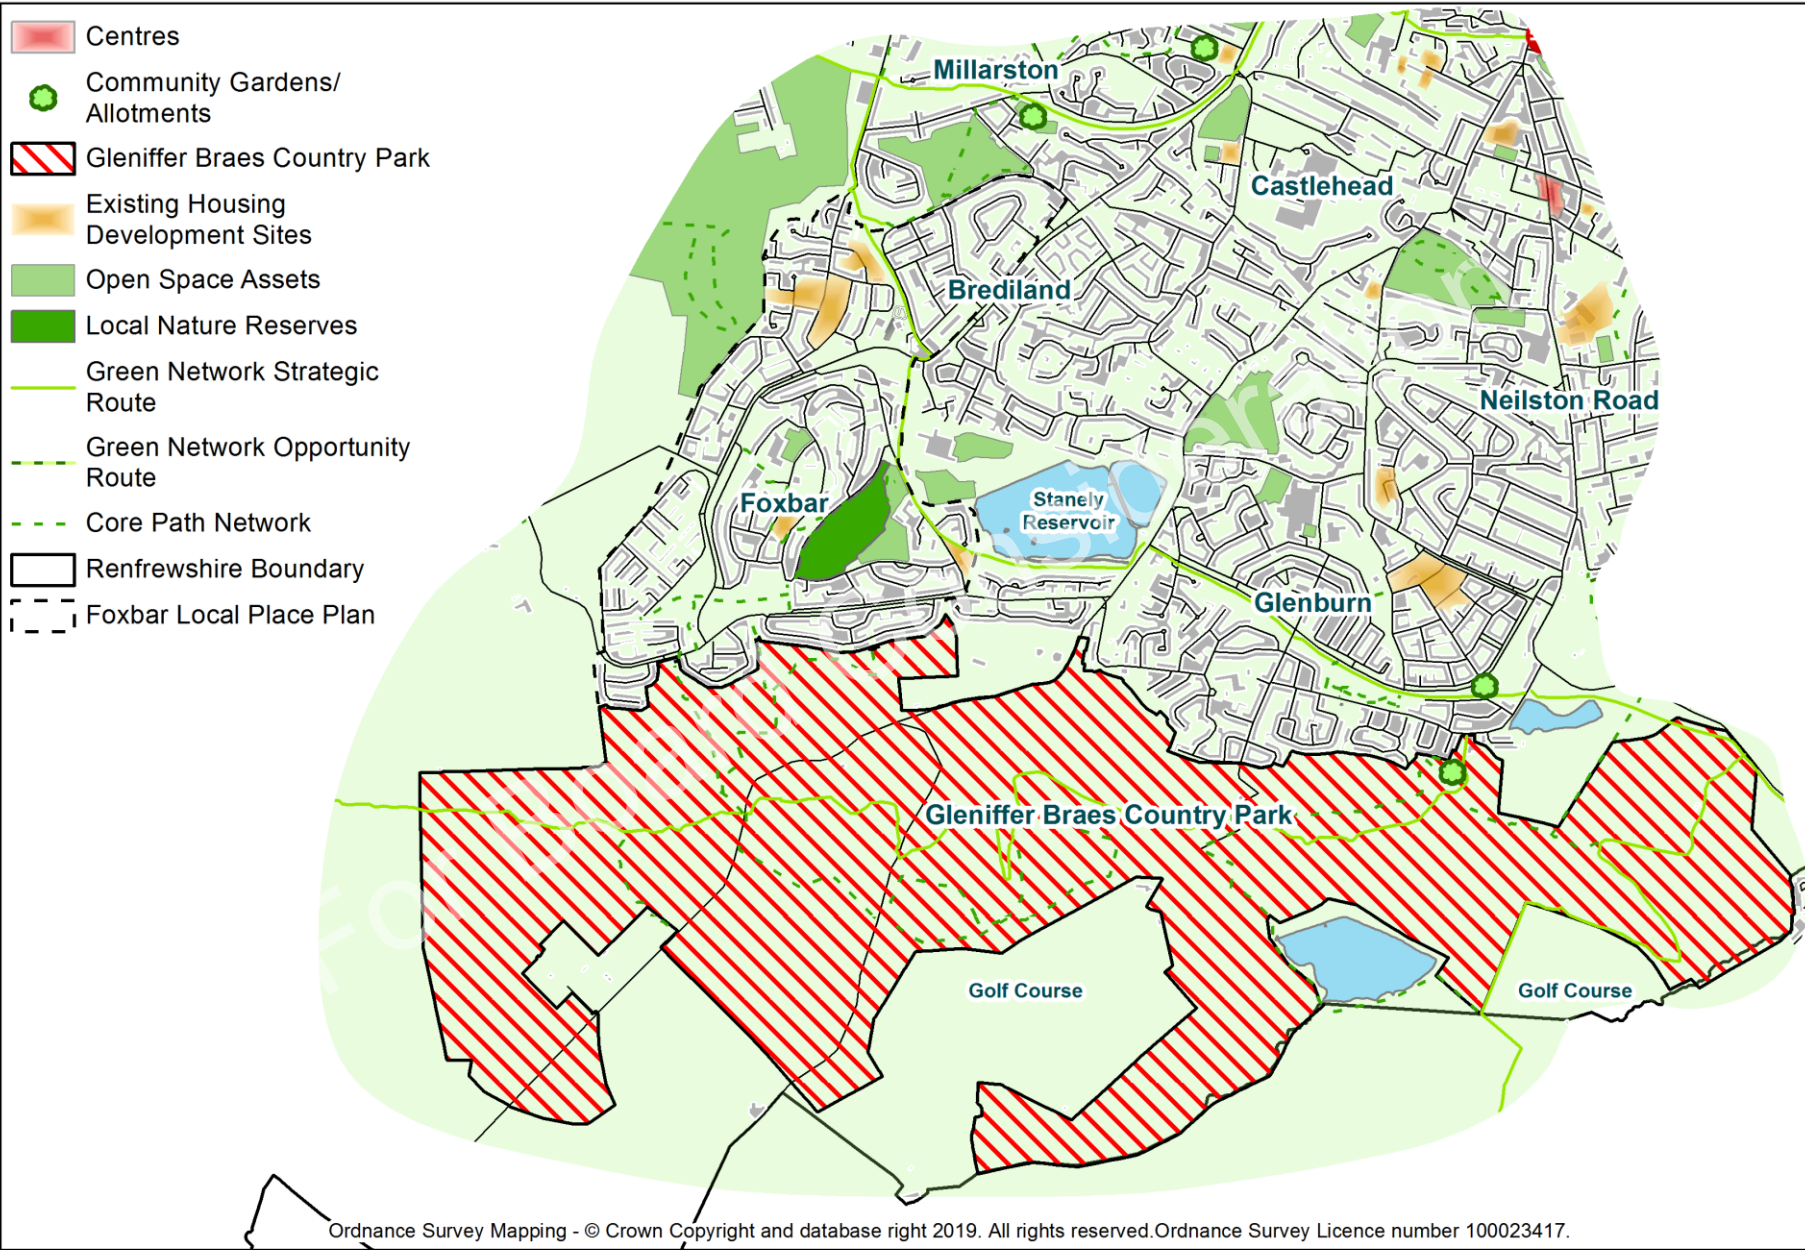 Centres
Community Gardens/
Allotments
Gleniffer Braes Country Park
Existing Housing
Development Sites
Open Space Assets
Local Nature Reserves
Green Network Strategic
Route
Green Network Opportunity
Route
Core Path Network
Renfrewshire Boundary
Foxbar Local Place Plan
Millarston
Castlehead
Brediland
Neilston Road
Foxbar
Stanely
Reservoir
Glenburn
Gleniffer Braes Country Park
Golf Course
Golf Course
Ordnance Survey Mapping - © Crown Copyright and database right 2019. All rights reserved.Ordnance Survey Licence number 100023417.